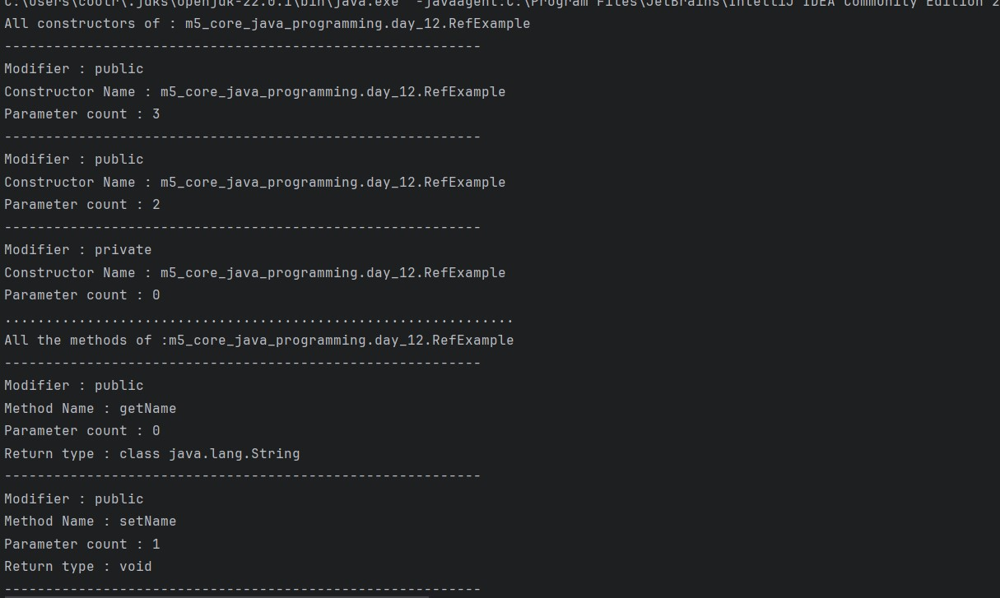 C:\Users\cootr\.jdks\openjdk-22.0.1\bin\java.exe "-javaagent:C:\Program Files\JetBrains\IntelliJ IDEA Community Edition 2
All constructors of : m5_core_java_programming.day_12.RefExample
----------------------------------------------------------
Modifier : public
Constructor Name : m5_core_java_programming.day_12.RefExample
Parameter count : 3
----------------------------------------------------------
Modifier : public
Constructor Name : m5_core_java_programming.day_12.RefExample
Parameter count : 2
----------------------------------------------------------
Modifier : private
Constructor Name : m5_core_java_programming.day_12.RefExample
Parameter count : 0
..............................................................
All the methods of :m5_core_java_programming.day_12.RefExample
----------------------------------------------------------
Modifier : public
Method Name : getName
Parameter count : 0
Return type : class java.lang.String
----------------------------------------------------------
Modifier : public
Method Name : setName
Parameter count : 1
Return type : void
----------------------------------------------------------